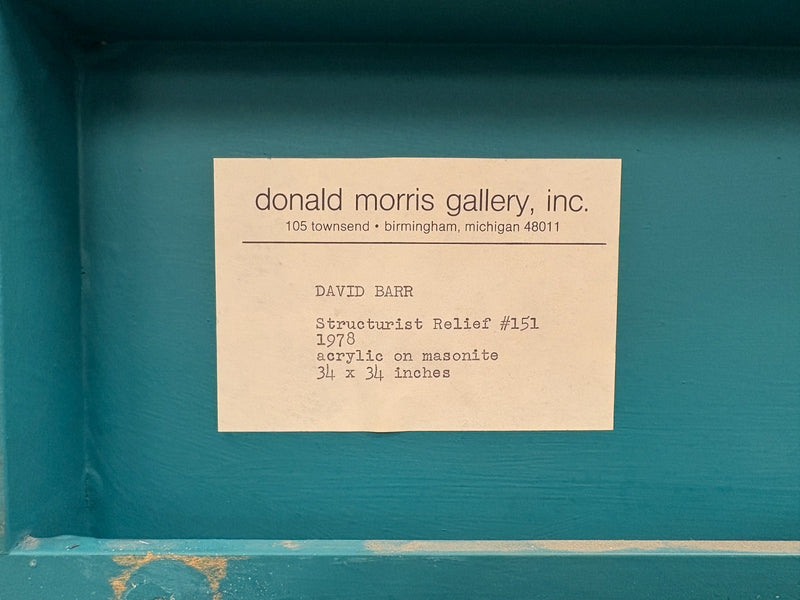 donald morris gallery, inc.
105 townsend • birmingham, michigan 48011
DAVID BARR
Structurist Relief #151
1978
acrylic on masonite
34 x 34 inches